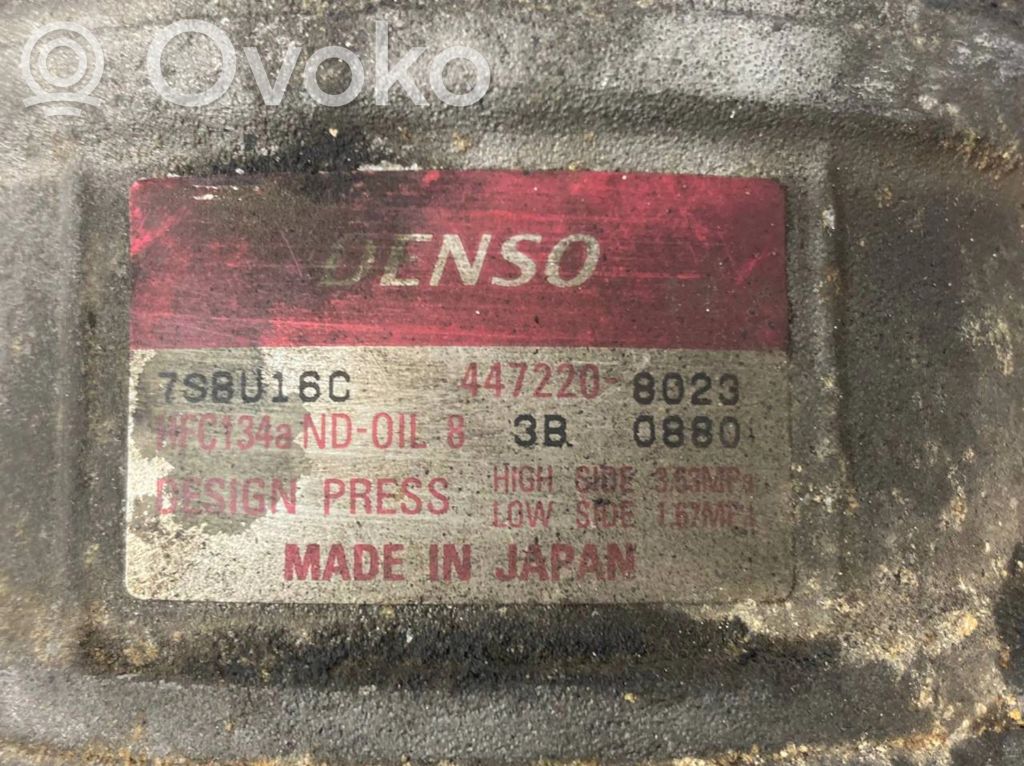 Ovoko
DENSO
7SBU16C 447220-8023
HFC134a ND-OIL 8 3B 0880
DESIGN PRESS HIGH SIDE 3.53MPa
LOW SIDE 1.67MPa
MADE IN JAPAN